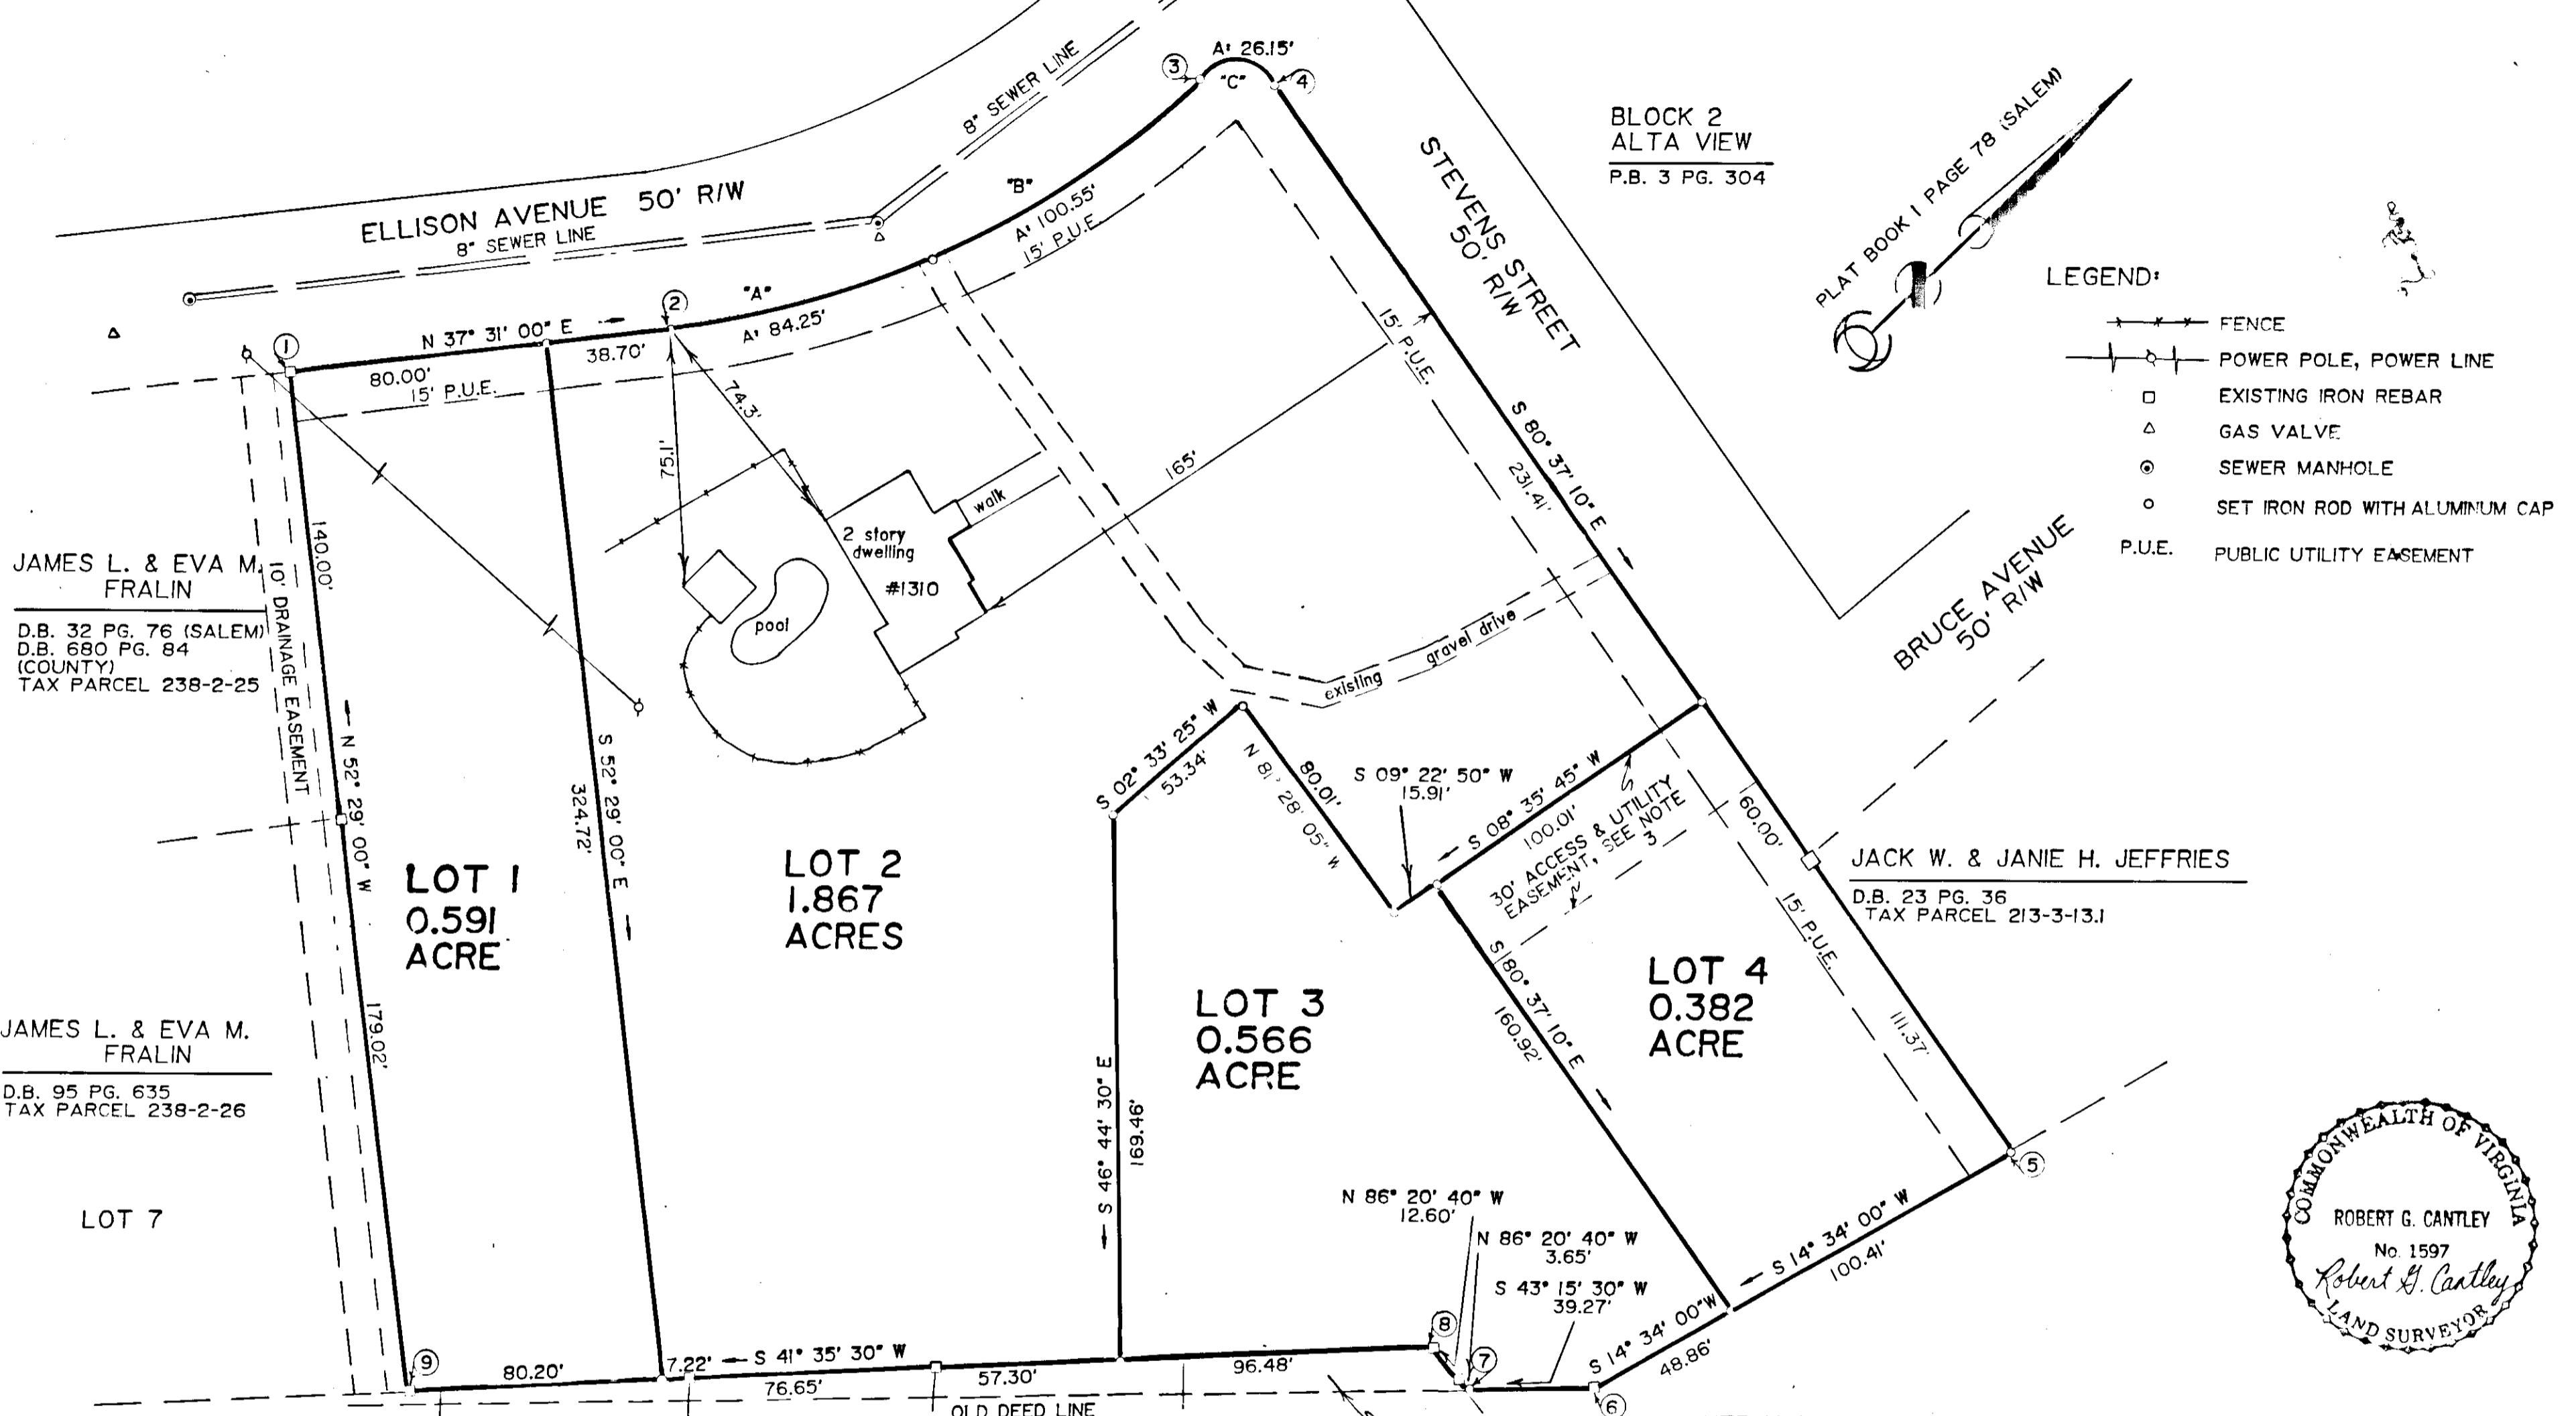 A: 26.15'
"C"
3
4
8" SEWER LINE
BLOCK 2
ALTA VIEW
P.B. 3 PG. 304
PLAT BOOK 1 PAGE 78 (SALEM)
STEVENS STREET
50' R/W
ELLISON AVENUE 50' R/W
8" SEWER LINE
"B"
A: 100.55'
15' P.U.E.
"A"
A: 84.25'
2
1
N 37° 31' 00" E
38.70'
80.00'
15' P.U.E.
15' P.U.E.
LEGEND:
FENCE
POWER POLE, POWER LINE
EXISTING IRON REBAR
GAS VALVE
SEWER MANHOLE
SET IRON ROD WITH ALUMINUM CAP
P.U.E. PUBLIC UTILITY EASEMENT
74.3'
75.1'
165'
S 80° 37' 10" E
231.41'
walk
2 story
dwelling
#1310
pool
existing
gravel drive
BRUCE AVENUE
50' R/W
JAMES L. & EVA M.
FRALIN
D.B. 32 PG. 76 (SALEM)
D.B. 680 PG. 84
(COUNTY)
TAX PARCEL 238-2-25
140.00'
10' DRAINAGE EASEMENT
N 52° 29' 00" W
179.02'
S 52° 29' 00" E
324.72'
S 02° 33' 25" W
53.34'
80.01'
N 81° 28' 05" W
S 09° 22' 50" W
15.91'
S 08° 35' 45" W
100.01'
30' ACCESS & UTILITY
EASEMENT, SEE NOTE
3
60.00'
JACK W. & JANIE H. JEFFRIES
D.B. 23 PG. 36
TAX PARCEL 213-3-13.1
15' P.U.E.
111.37'
LOT 1
0.591
ACRE
LOT 2
1.867
ACRES
LOT 3
0.566
ACRE
LOT 4
0.382
ACRE
S 80° 37' 10" E
160.92'
S 46° 44' 30" E
169.46'
JAMES L. & EVA M.
FRALIN
D.B. 95 PG. 635
TAX PARCEL 238-2-26
LOT 7
N 86° 20' 40" W
12.60'
N 86° 20' 40" W
3.65'
S 43° 15' 30" W
39.27'
5
S 14° 34' 00" W
100.41'
S 14° 34' 00" W
48.86'
8
7
6
9
80.20'
7.22'
S 41° 35' 30" W
76.65'
57.30'
96.48'
OLD DEED LINE
COMMONWEALTH OF VIRGINIA
ROBERT G. CANTLEY
No. 1597
Robert G. Cantley
LAND SURVEYOR